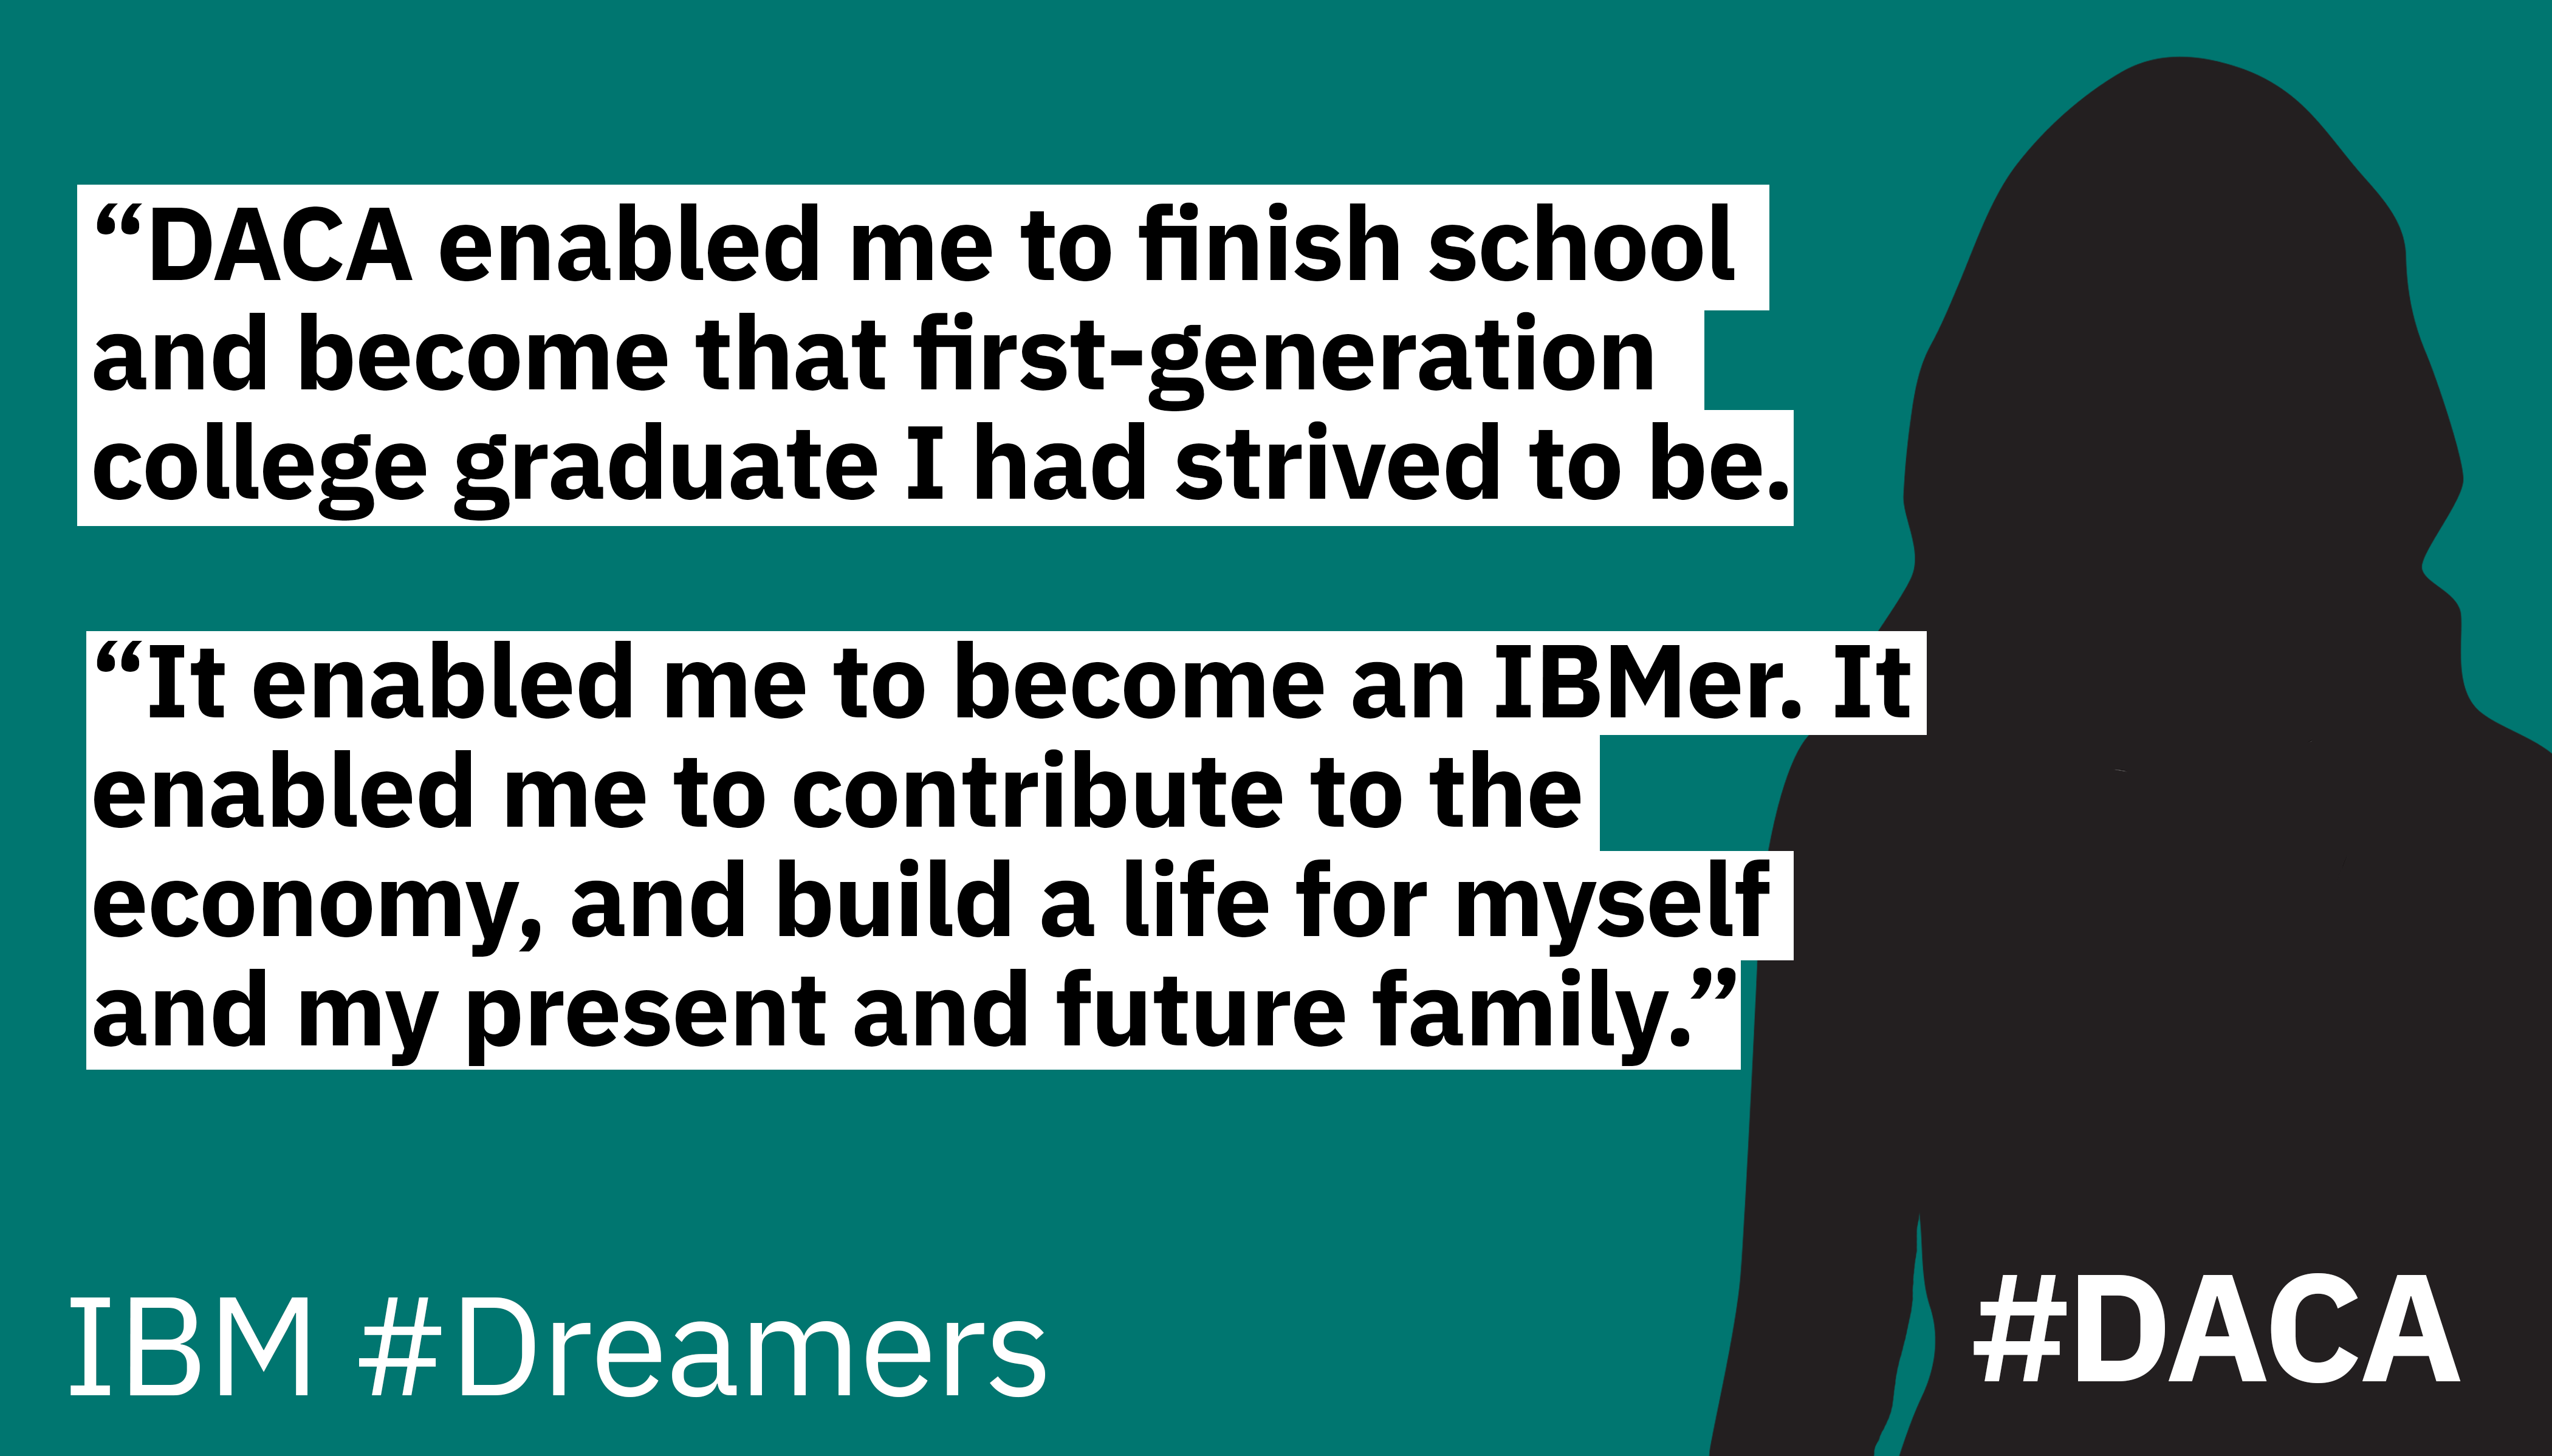 “DACA enabled me to finish school
and become that first-generation
college graduate I had strived to be.
“It enabled me to become an IBMer. It
enabled me to contribute to the
economy, and build a life for myself
and my present and future family.”
IBM #Dreamers
#DACA